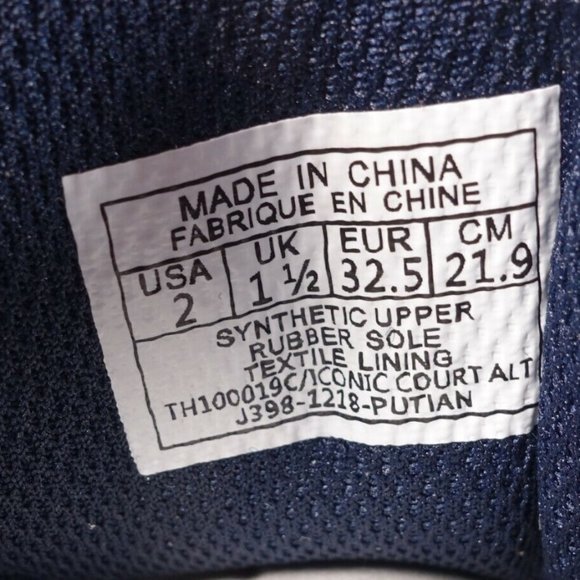 MADE IN CHINA
FABRIQUE EN CHINE
USA UK EUR CM
2 1 ½ 32.5 21.9
SYNTHETIC UPPER
RUBBER SOLE
TEXTILE LINING
TH100019C/ICONIC COURT ALT
J398-1218-PUTIAN